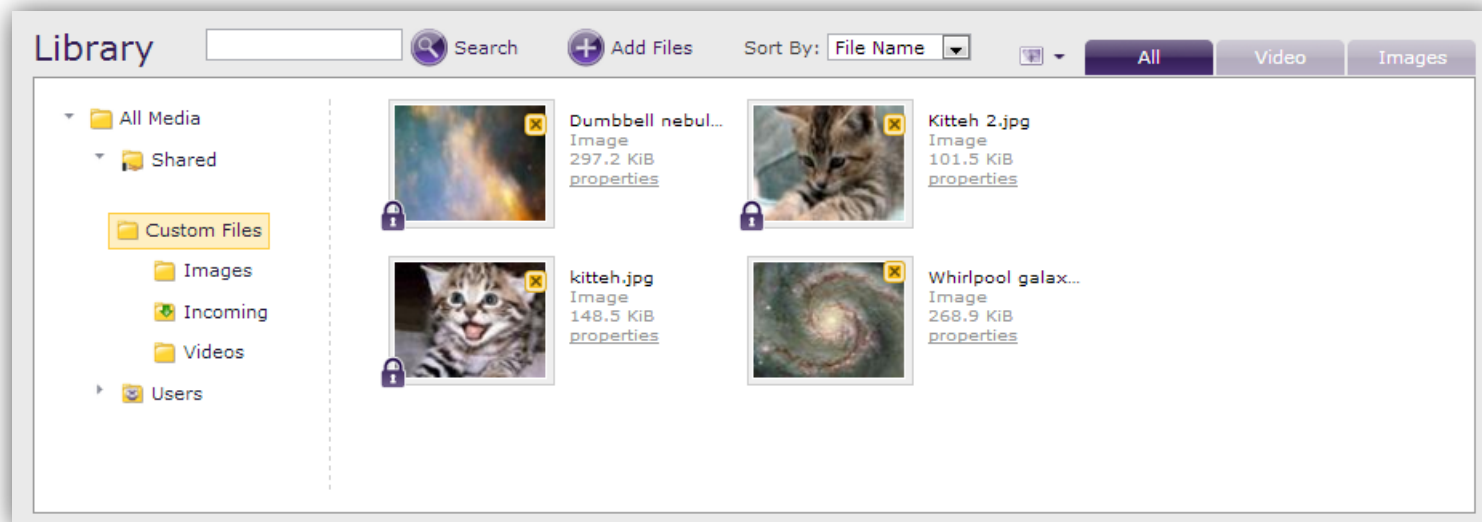 Library
Search
Add Files
Sort By: File Name
All
Video
Images
All Media
Shared
Custom Files
Images
Incoming
Videos
Users
Dumbbell nebul...
Image
297.2 KiB
properties
Kitteh 2.jpg
Image
101.5 KiB
properties
kitteh.jpg
Image
148.5 KiB
properties
Whirlpool galax...
Image
268.9 KiB
properties